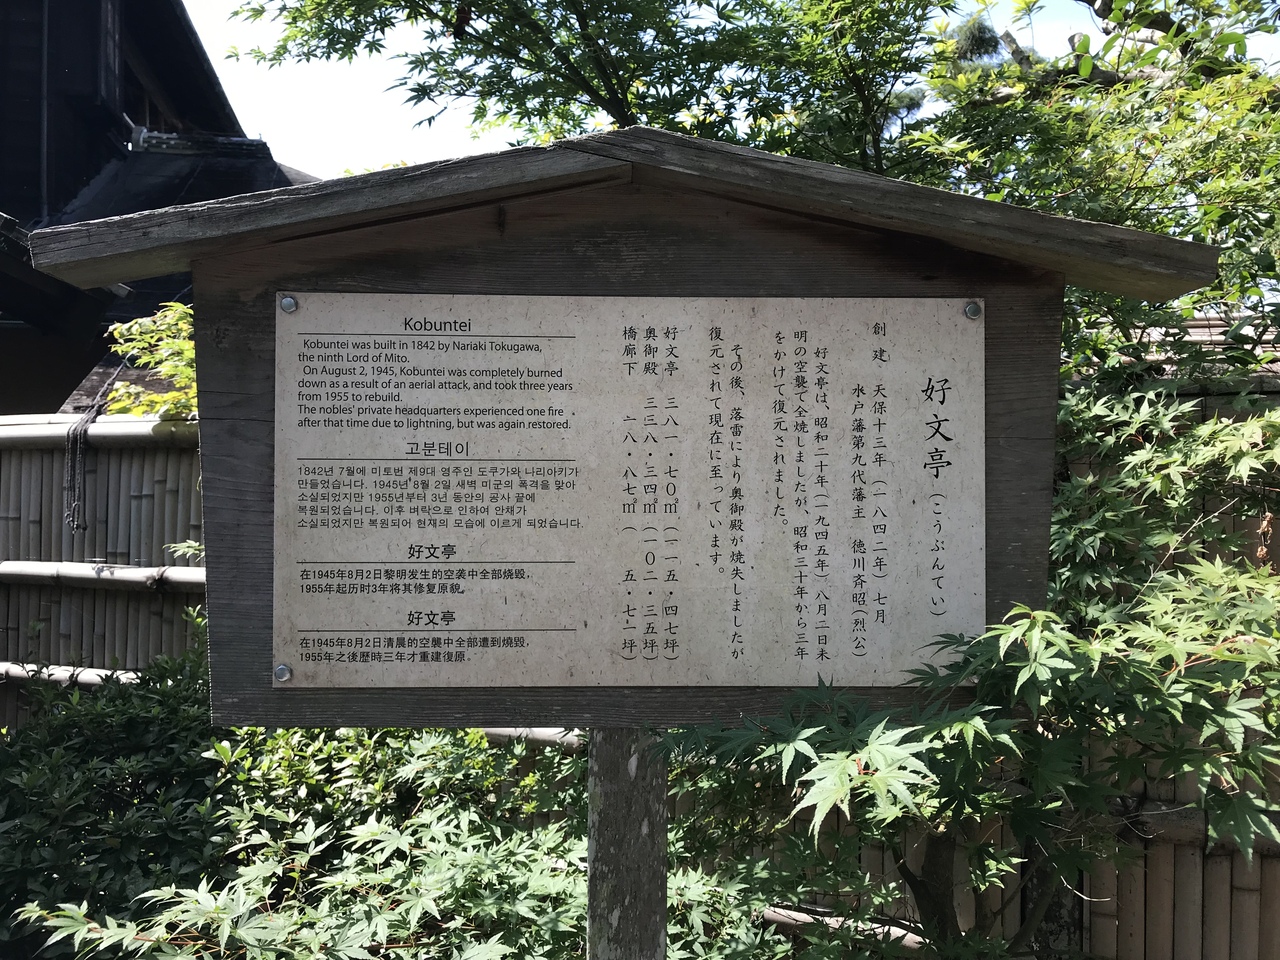 Kobuntei
Kobuntei was built in 1842 by Nariaki Tokugawa,
the ninth Lord of Mito.
On August 2, 1945, Kobuntei was completely burned
down as a result of an aerial attack, and took three years
from 1955 to rebuild.
The nobles' private headquarters experienced one fire
after that time due to lightning, but was again restored.
고분테이
1842년 7월에 미토번 제9대 영주인 도쿠가와 나리아키가
만들었습니다. 1945년 8월 2일 새벽 미군의 폭격을 맞아
소실되었지만 1955년부터 3년 동안의 공사 끝에
복원되었습니다. 이후 벼락으로 인하여 안채가
소실되었지만 복원되어 현재의 모습에 이르게 되었습니다.
好文亭
在1945年8月2日黎明发生的空袭中全部烧毁，
1955年起历时3年将其修复原貌。
好文亭
在1945年8月2日清晨的空襲中全部遭到燒毀，
1955年之後歷時三年才重建復原。
好文亭（こうぶんてい）
創建 天保十三年（一八四二年）七月
水戸藩第九代藩主 徳川斉昭（烈公）
好文亭は、昭和二十年（一九四五年）八月二日未
明の空襲で全焼しましたが、昭和三十年から三年
をかけて復元されました。
その後、落雷により奥御殿が焼失しましたが
復元されて現在に至っています。
好文亭 三八一・七〇㎡（一一五・四七坪）
奥御殿 三三八・三四㎡（一〇二・三五坪）
橋廊下 一八・八七㎡（ 五・七一坪）